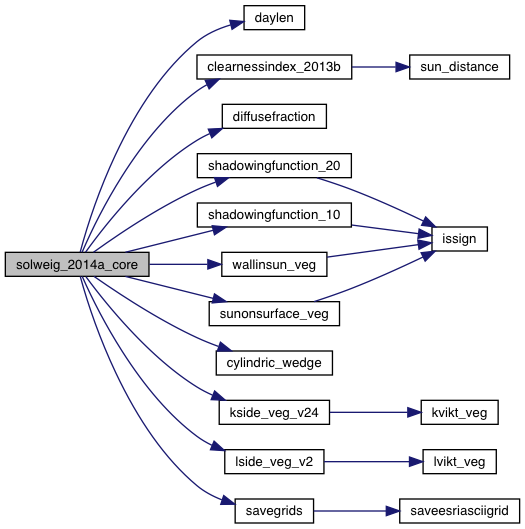 daylen
clearnessindex_2013b
sun_distance
diffusefraction
shadowingfunction_20
shadowingfunction_10
issign
solweig_2014a_core
wallinsun_veg
sunonsurface_veg
cylindric_wedge
kside_veg_v24
kvikt_veg
lside_veg_v2
lvikt_veg
savegrids
saveesriasciigrid